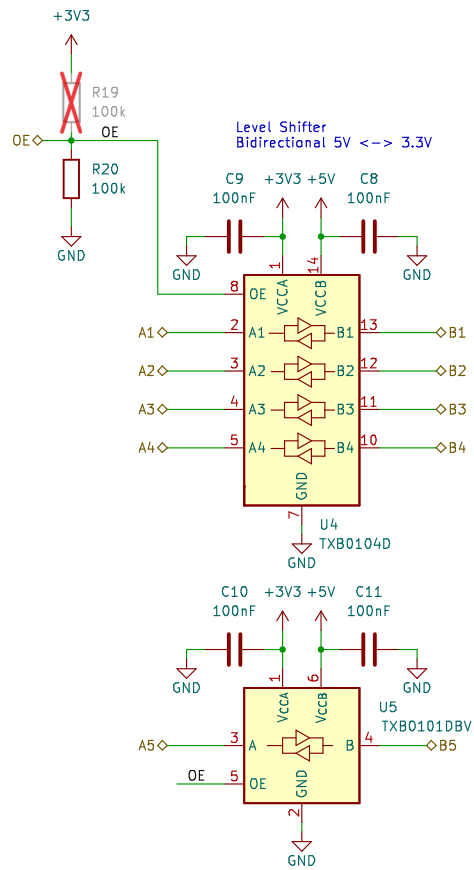 +3V3
R19
100k
OE
OE
R20
100k
GND
Level Shifter
Bidirectional 5V <-> 3.3V
C9
100nF
+3V3
+5V
C8
100nF
GND
GND
1
14
VCCA
VCCB
8
OE
A1
2
A1
B1
13
B1
A2
3
A2
B2
12
B2
A3
4
A3
B3
11
B3
A4
5
A4
B4
10
B4
GND
7
U4
TXB0104D
GND
C10
100nF
+3V3
+5V
C11
100nF
GND
GND
1
6
VCCA
VCCB
U5
TXB0101DBV
A5
3
A
B
4
B5
OE
5
OE
GND
2
GND